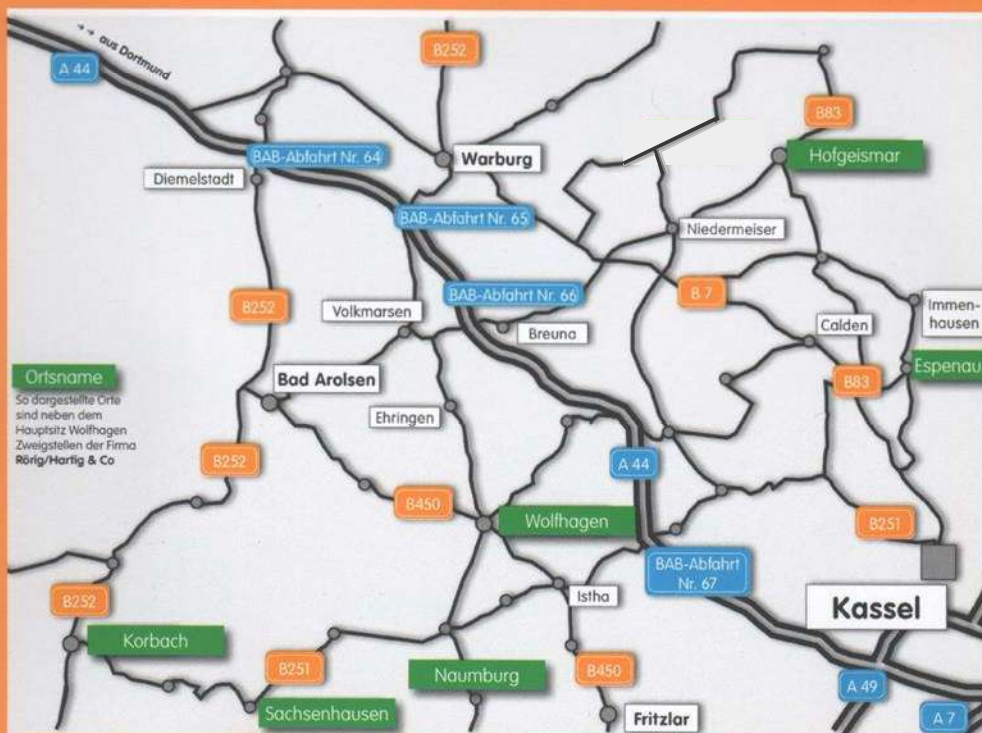 →→ aus Dortmund
A 44
B252
B83
BAB-Abfahrt Nr. 64
Warburg
Hofgeismar
Diemelstadt
BAB-Abfahrt Nr. 65
Niedermeiser
B252
Volkmarsen
BAB-Abfahrt Nr. 66
B 7
Immen-
hausen
Breuna
Calden
Ortsname
So dargestellte Orte
sind neben dem
Hauptsitz Wolfhagen
Zweigstellen der Firma
Rörig/Hartig & Co
Bad Arolsen
Ehringen
B83
Espenau
B252
A 44
B450
Wolfhagen
B251
BAB-Abfahrt
Nr. 67
B252
Istha
Kassel
Korbach
B251
Naumburg
B450
A 49
Sachsenhausen
Fritzlar
A 7